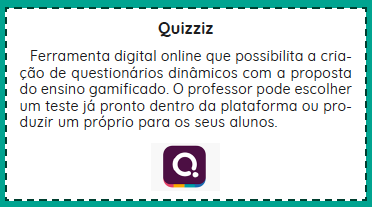 Quizziz
Ferramenta digital online que possibilita a cria-
ção de questionários dinâmicos com a proposta
do ensino gamificado. O professor pode escolher
um teste já pronto dentro da plataforma ou pro-
duzir um próprio para os seus alunos.